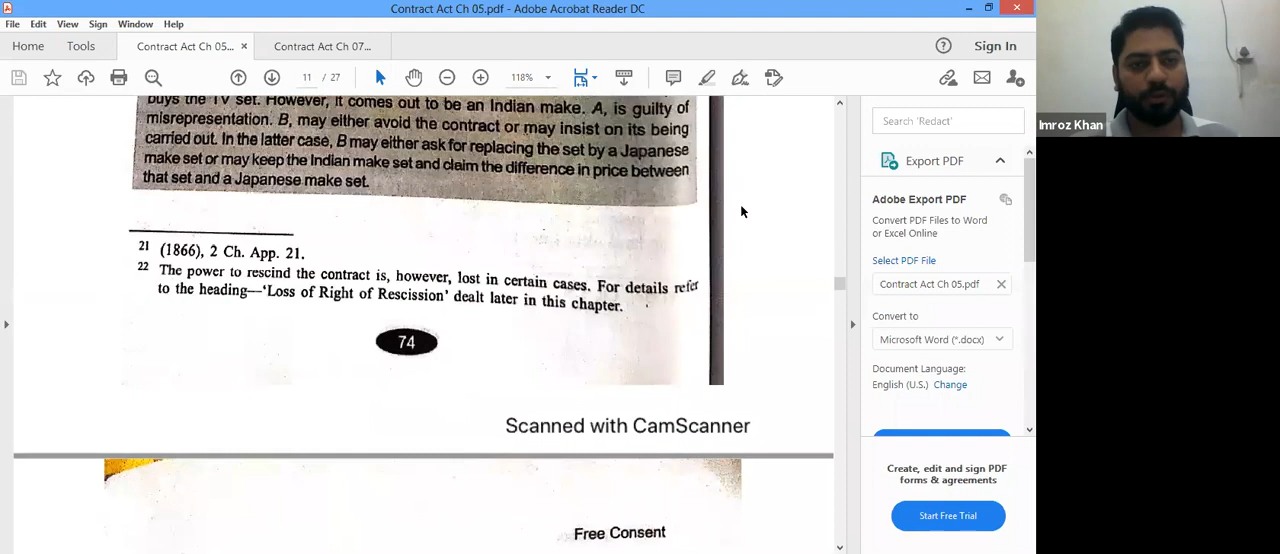 Contract Act Ch 05.pdf - Adobe Acrobat Reader DC
File Edit View Sign Window Help
Home Tools Contract Act Ch 05... × Contract Act Ch 07... Sign In
11 / 27 118%
buys the TV set. However, it comes out to be an Indian make. A, is guilty of
misrepresentation. B, may either avoid the contract or may insist on its being
carried out. In the latter case, B may either ask for replacing the set by a Japanese
make set or may keep the Indian make set and claim the difference in price between
that set and a Japanese make set.
21 (1866), 2 Ch. App. 21.
22 The power to rescind the contract is, however, lost in certain cases. For details refer
to the heading—'Loss of Right of Rescission' dealt later in this chapter.
74
Scanned with CamScanner
Free Consent
Search 'Redact'
Export PDF
Adobe Export PDF
Convert PDF Files to Word
or Excel Online
Select PDF File
Contract Act Ch 05.pdf
Convert to
Microsoft Word (*.docx)
Document Language:
English (U.S.) Change
Create, edit and sign PDF
forms & agreements
Start Free Trial
Imroz Khan